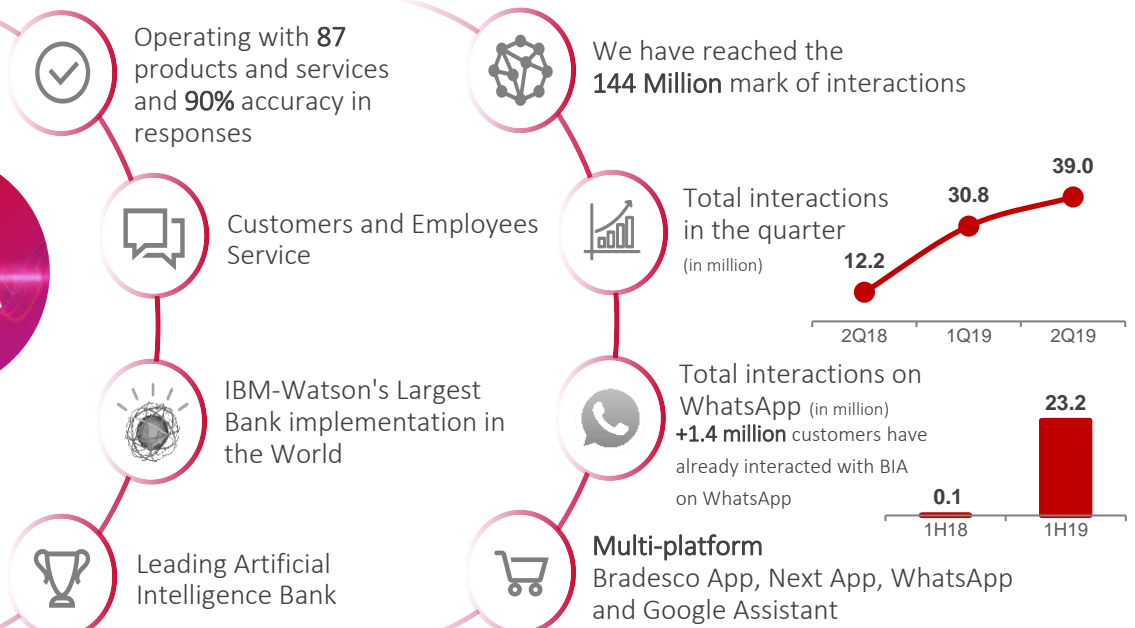 Operating with 87
products and services
and 90% accuracy in
responses
Customers and Employees
Service
IBM-Watson's Largest
Bank implementation in
the World
Leading Artificial
Intelligence Bank
We have reached the
144 Million mark of interactions
Total interactions
in the quarter
(in million)
12.2
30.8
39.0
2Q18 1Q19 2Q19
Total interactions on
WhatsApp (in million)
+1.4 million customers have
already interacted with BIA
on WhatsApp
0.1
23.2
1H18 1H19
Multi-platform
Bradesco App, Next App, WhatsApp
and Google Assistant